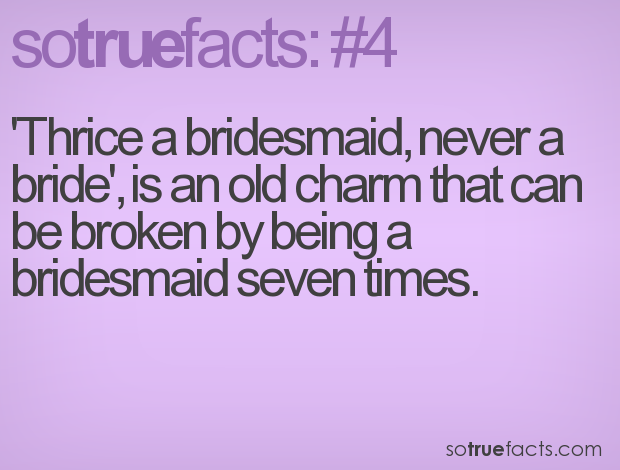 sotruefacts: #4
'Thrice a bridesmaid, never a
bride', is an old charm that can
be broken by being a
bridesmaid seven times.
sotruefacts.com